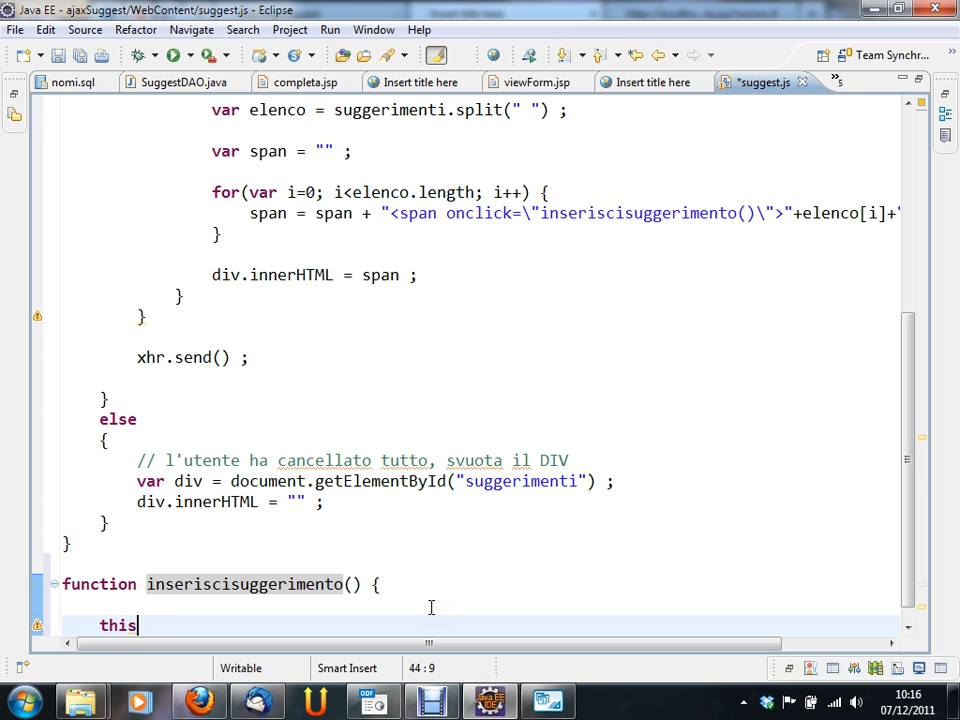 Java EE - ajaxSuggest/WebContent/suggest.js - Eclipse
File Edit Source Refactor Navigate Search Project Run Window Help
Team Synchr...
nomi.sql SuggestDAO.java completa.jsp Insert title here viewForm.jsp Insert title here *suggest.js »5
var elenco = suggerimenti.split(" ") ;
var span = "" ;
for(var i=0; i<elenco.length; i++) {
span = span + "<span onclick=\"inseriscisuggerimento()\">"+elenco[i]+"
}
div.innerHTML = span ;
}
}
xhr.send() ;
}
else
{
// l'utente ha cancellato tutto, svuota il DIV
var div = document.getElementById("suggerimenti") ;
div.innerHTML = "" ;
}
}
function inseriscisuggerimento() {
this
Writable Smart Insert 44 : 9
10:16
07/12/2011